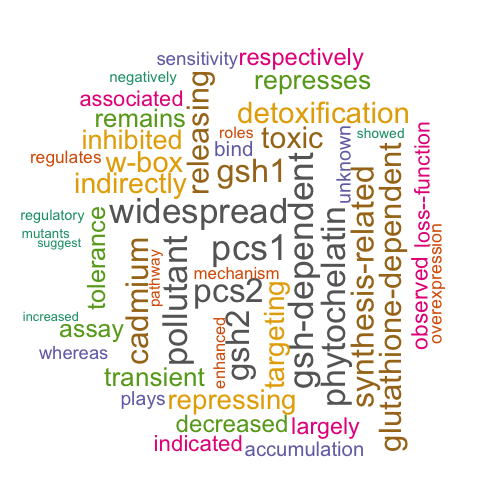 sensitivity
respectively
negatively
represses
associated
releasing
detoxification
remains
roles
toxic
unknown
showed
inhibited
bind
regulates
w-box
gsh1
indirectly
gsh-dependent
synthesis-related
glutathione-dependent
observed
loss--function
overexpression
widespread
phytochelatin
regulatory
mutants
suggest
tolerance
cadmium
pathway
pollutant
pcs1
mechanism
pcs2
targeting
increased
assay
enhanced
gsh2
whereas
transient
plays
repressing
decreased
largely
indicated
accumulation